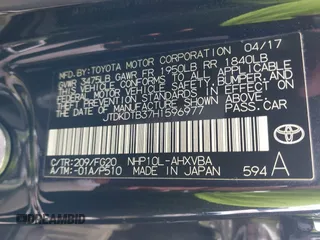 MFD BY: TOYOTA MOTOR CORPORATION 04/17
GVWR 3475LB GAWR FR 1950LB RR 1840LB
THIS VEHICLE CONFORMS TO ALL APPLICABLE
FEDERAL MOTOR VEHICLE SAFETY, BUMPER, AND
THEFT PREVENTION STANDARDS IN EFFECT ON THE
DATE OF MANUFACTURE SHOWN ABOVE.
JTDKDTB37H1596977
PASS. CAR
C/TR:209/FG20 NHP10L-AHXVBA
A/TM:-01A/P510 MADE IN JAPAN 594 A
TOYOTA
DCAMBID